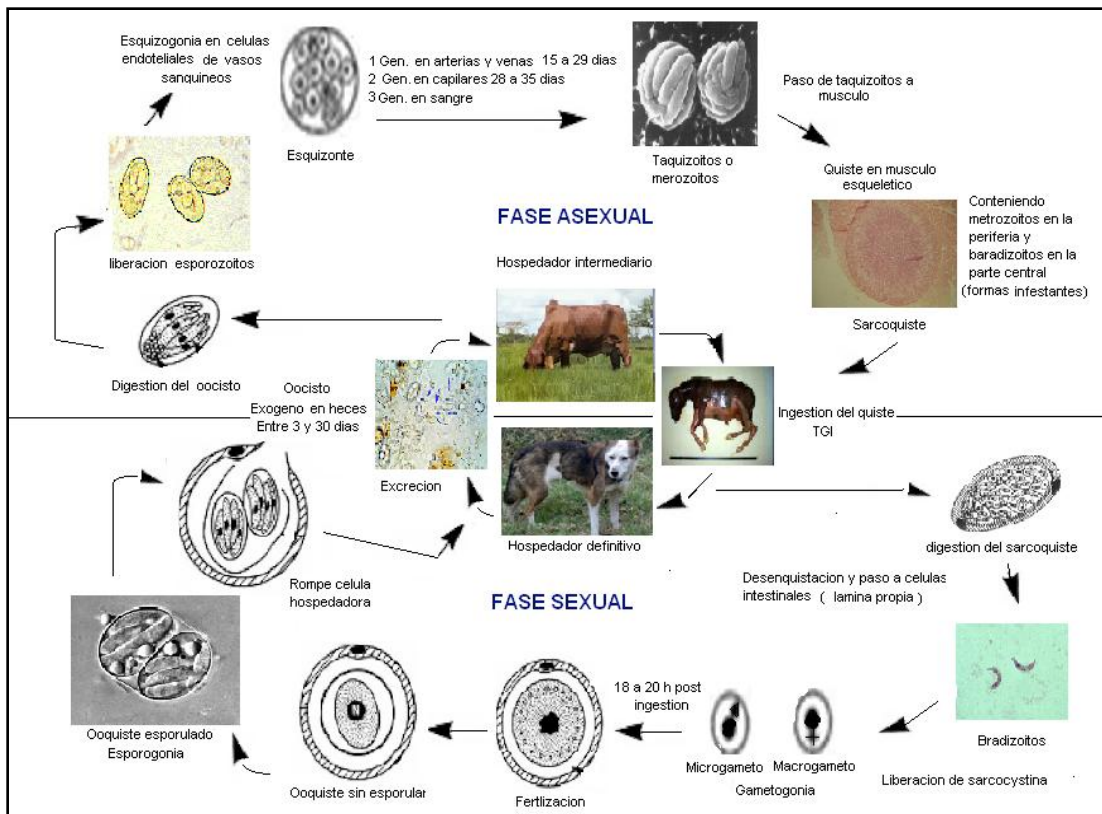 Esquizogonia en celulas
endoteliales de vasos
sanguineos
Esquizonte
1 Gen. en arterias y venas 15 a 29 dias
2 Gen. en capilares 28 a 35 dias
3 Gen. en sangre
Taquizoitos o
merozoitos
Paso de taquizoitos a
musculo
Quiste en musculo
esqueletico
Conteniendo
metrozoitos en la
periferia y
baradizoitos en la
parte central
(formas infestantes)
Sarcoquiste
liberacion esporozoitos
FASE ASEXUAL
Hospedador intermediario
Digestion del oocisto
Oocisto
Exogeno en heces
Entre 3 y 30 dias
Excrecion
Ingestion del quiste
TGI
Hospedador definitivo
digestion del sarcoquiste
Rompe celula
hospedadora
Desenquistacion y paso a celulas
intestinales ( lamina propia )
FASE SEXUAL
Ooquiste esporulado
Esporogonia
Ooquiste sin esporular
N
Fertlizacion
18 a 20 h post
ingestion
Microgameto
Macrogameto
Gametogonia
Bradizoitos
Liberacion de sarcocystina